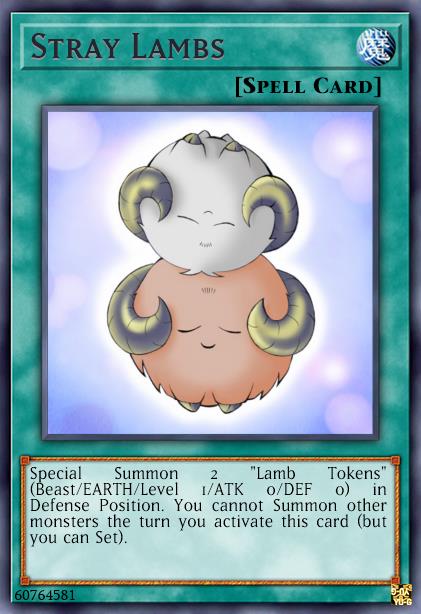 Stray Lambs
[Spell Card]
Special Summon 2 "Lamb Tokens"
(Beast/EARTH/Level 1/ATK 0/DEF 0) in
Defense Position. You cannot Summon other
monsters the turn you activate this card (but
you can Set).
60764581